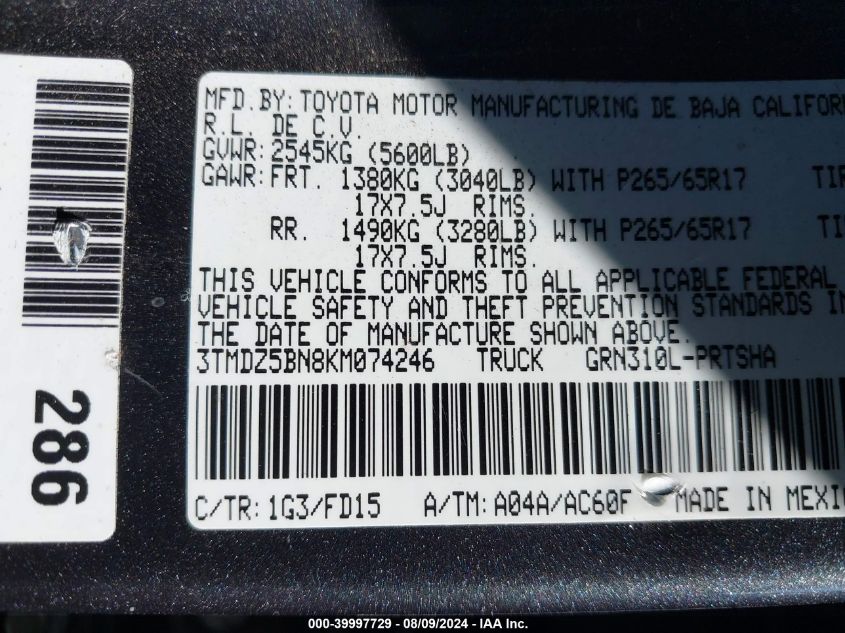 MFD.BY: TOYOTA MOTOR MANUFACTURING DE BAJA
R.L. DE C.V.
GVWR: 2545KG (5600LB)
GAWR: FRT. 1380KG (3040LB) WITH P265/65R17
17X7.5J RIMS.
RR. 1490KG (3280LB) WITH P265/65R17
17X7.5J RIMS.
THIS VEHICLE CONFORMS TO ALL APPLICABLE FEDERAL
VEHICLE SAFETY AND THEFT PREVENTION STANDARDS
THE DATE OF MANUFACTURE SHOWN ABOVE.
3TMDZ5BN8KM074246 TRUCK GRN310L-PRTSHA
C/TR: 1G3/FD15 A/TM: A04A/AC60F MADE IN
286
000-39997729 - 08/09/2024 - IAA Inc.